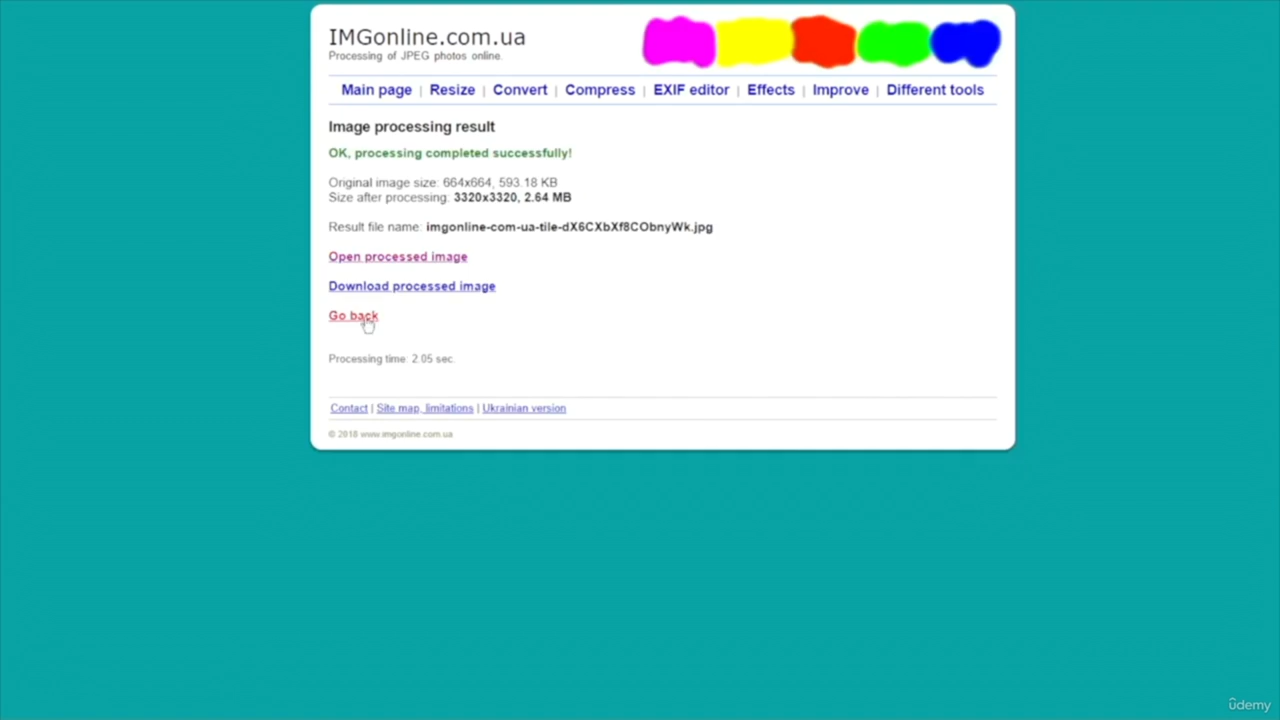 IMGonline.com.ua
Processing of JPEG photos online.
Main page | Resize | Convert | Compress | EXIF editor | Effects | Improve | Different tools
Image processing result
OK, processing completed successfully!
Original image size: 664x664, 593.18 KB
Size after processing: 3320x3320, 2.64 MB
Result file name: imgonline-com-ua-tile-dX6CXbXf8CObnyWk.jpg
Open processed image
Download processed image
Go back
Processing time: 2.05 sec.
Contact | Site map, limitations | Ukrainian version
© 2018 www.imgonline.com.ua
ûdemy